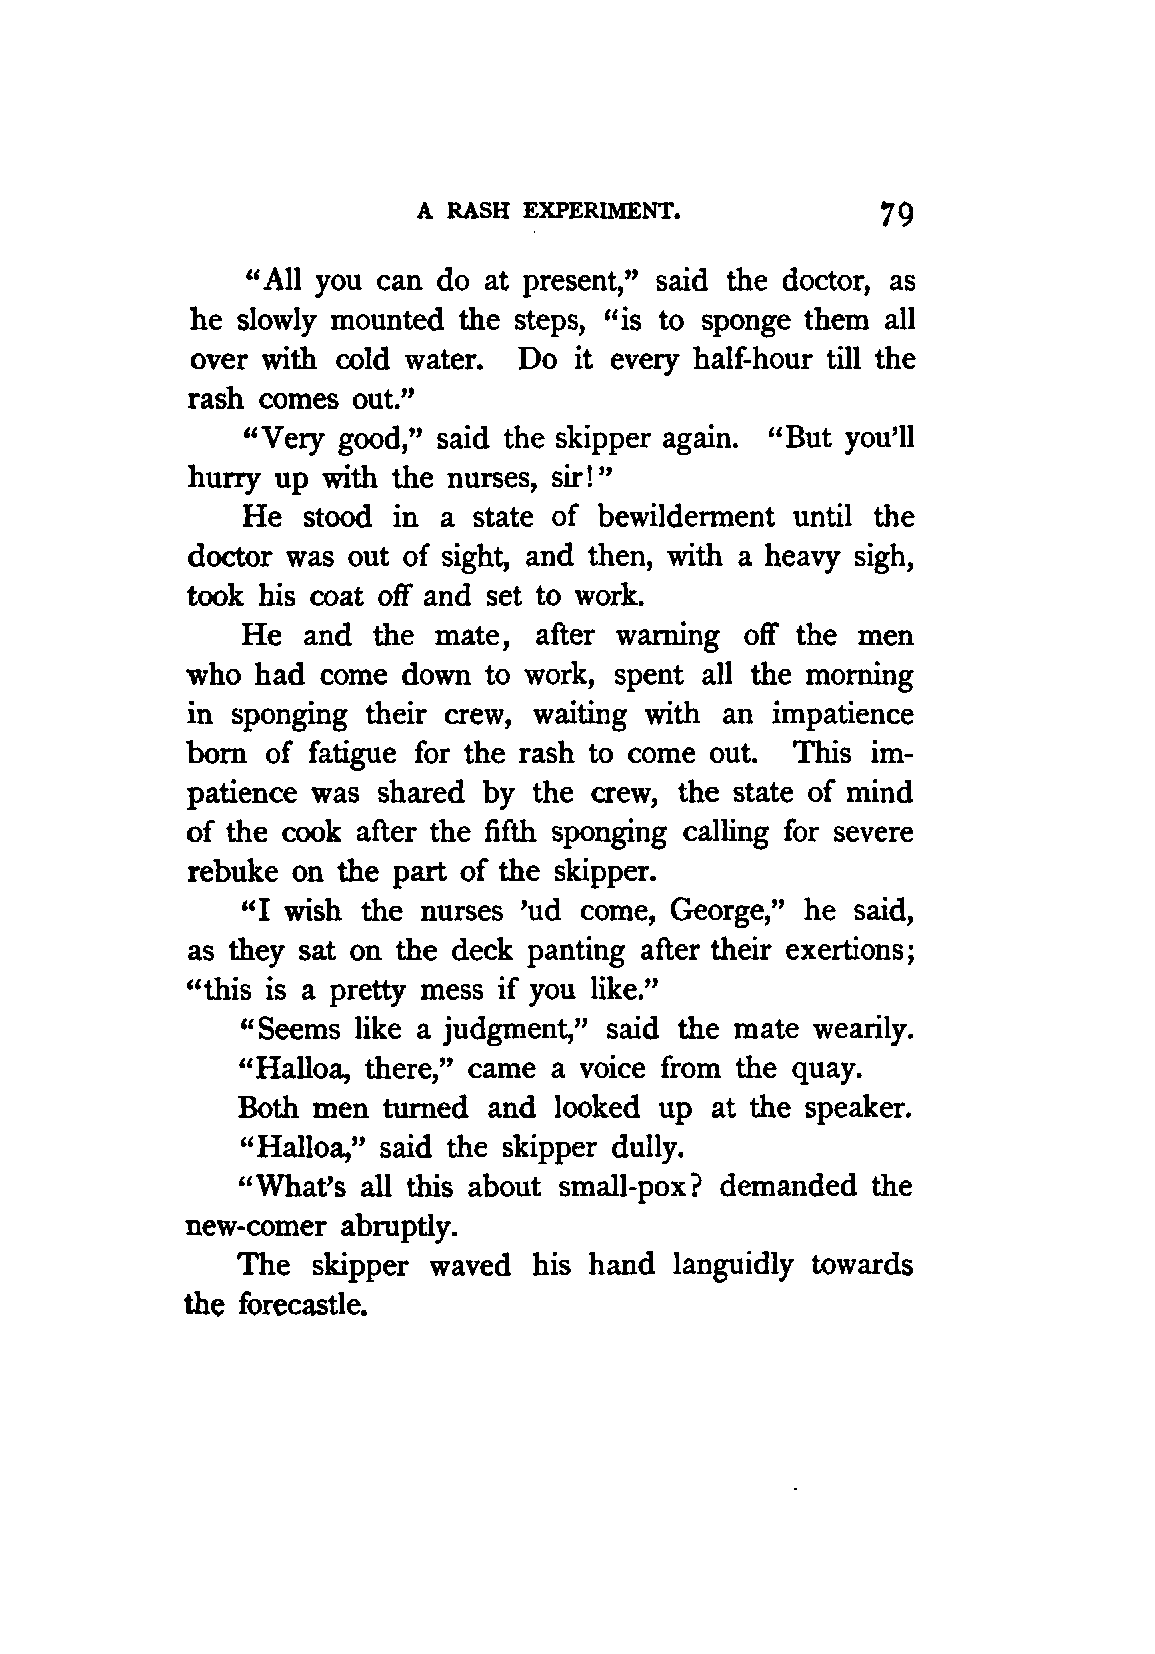 A RASH EXPERIMENT. 79
“All you can do at present,” said the doctor, as
he slowly mounted the steps, “is to sponge them all
over with cold water. Do it every half-hour till the
rash comes out.”
“Very good,” said the skipper again. “But you’ll
hurry up with the nurses, sir!”
He stood in a state of bewilderment until the
doctor was out of sight, and then, with a heavy sigh,
took his coat off and set to work.
He and the mate, after warning off the men
who had come down to work, spent all the morning
in sponging their crew, waiting with an impatience
born of fatigue for the rash to come out. This im-
patience was shared by the crew, the state of mind
of the cook after the fifth sponging calling for severe
rebuke on the part of the skipper.
“I wish the nurses ’ud come, George,” he said,
as they sat on the deck panting after their exertions;
“this is a pretty mess if you like.”
“Seems like a judgment,” said the mate wearily.
“Halloa, there,” came a voice from the quay.
Both men turned and looked up at the speaker.
“Halloa,” said the skipper dully.
“What’s all this about small-pox? demanded the
new-comer abruptly.
The skipper waved his hand languidly towards
the forecastle.